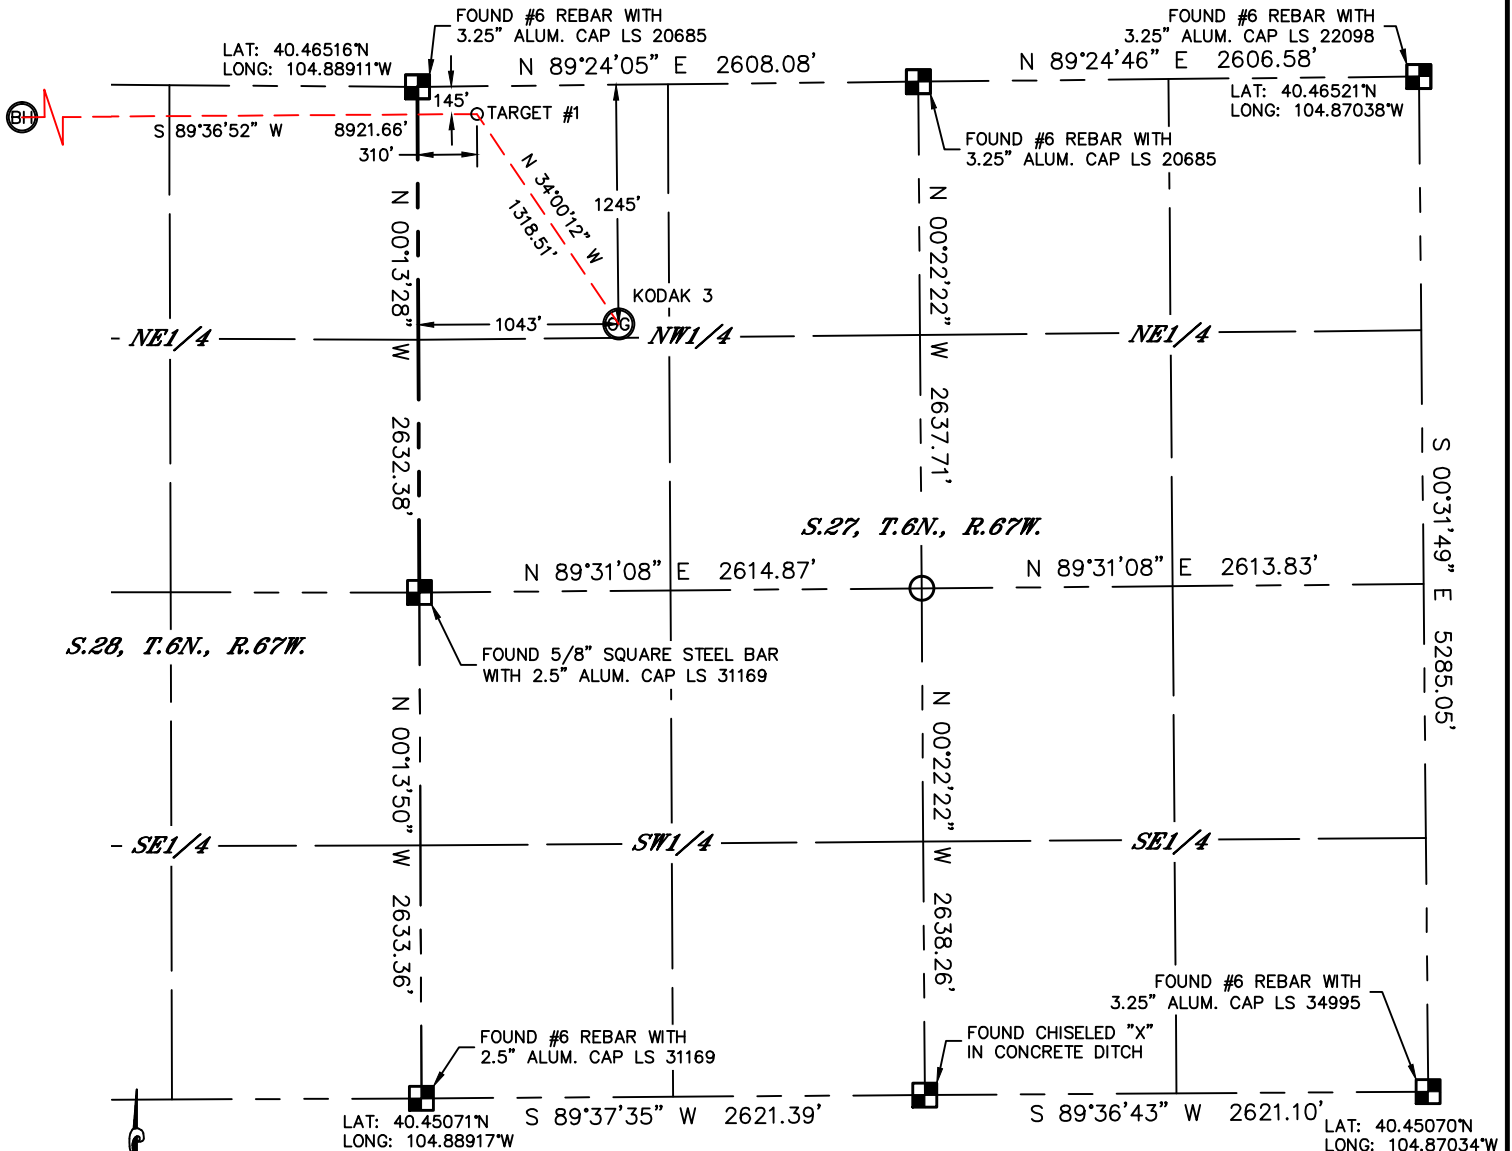 FOUND #6 REBAR WITH
3.25" ALUM. CAP LS 20685
FOUND #6 REBAR WITH
3.25" ALUM. CAP LS 22098
LAT: 40.46516°N
LONG: 104.88911°W
N 89°24'05" E 2608.08'
N 89°24'46" E 2606.58'
LAT: 40.46521°N
LONG: 104.87038°W
145'
TARGET #1
BH
S 89°36'52" W 8921.66'
310'
FOUND #6 REBAR WITH
3.25" ALUM. CAP LS 20685
N 34°00'12" W
1318.51'
1245'
N 00°13'28" W 2632.38'
N 00°22'22" W 2637.71'
KODAK 3
OG
1043'
NE1/4
NW1/4
NE1/4
S 00°31'49" E 5285.05'
S.27, T.6N., R.67W.
N 89°31'08" E 2614.87'
N 89°31'08" E 2613.83'
S.28, T.6N., R.67W.
FOUND 5/8" SQUARE STEEL BAR
WITH 2.5" ALUM. CAP LS 31169
N 00°13'50" W 2633.36'
N 00°22'22" W 2638.26'
SE1/4
SW1/4
SE1/4
FOUND #6 REBAR WITH
3.25" ALUM. CAP LS 34995
FOUND #6 REBAR WITH
2.5" ALUM. CAP LS 31169
FOUND CHISELED "X"
IN CONCRETE DITCH
S 89°37'35" W 2621.39'
S 89°36'43" W 2621.10'
LAT: 40.45071°N
LONG: 104.88917°W
LAT: 40.45070°N
LONG: 104.87034°W